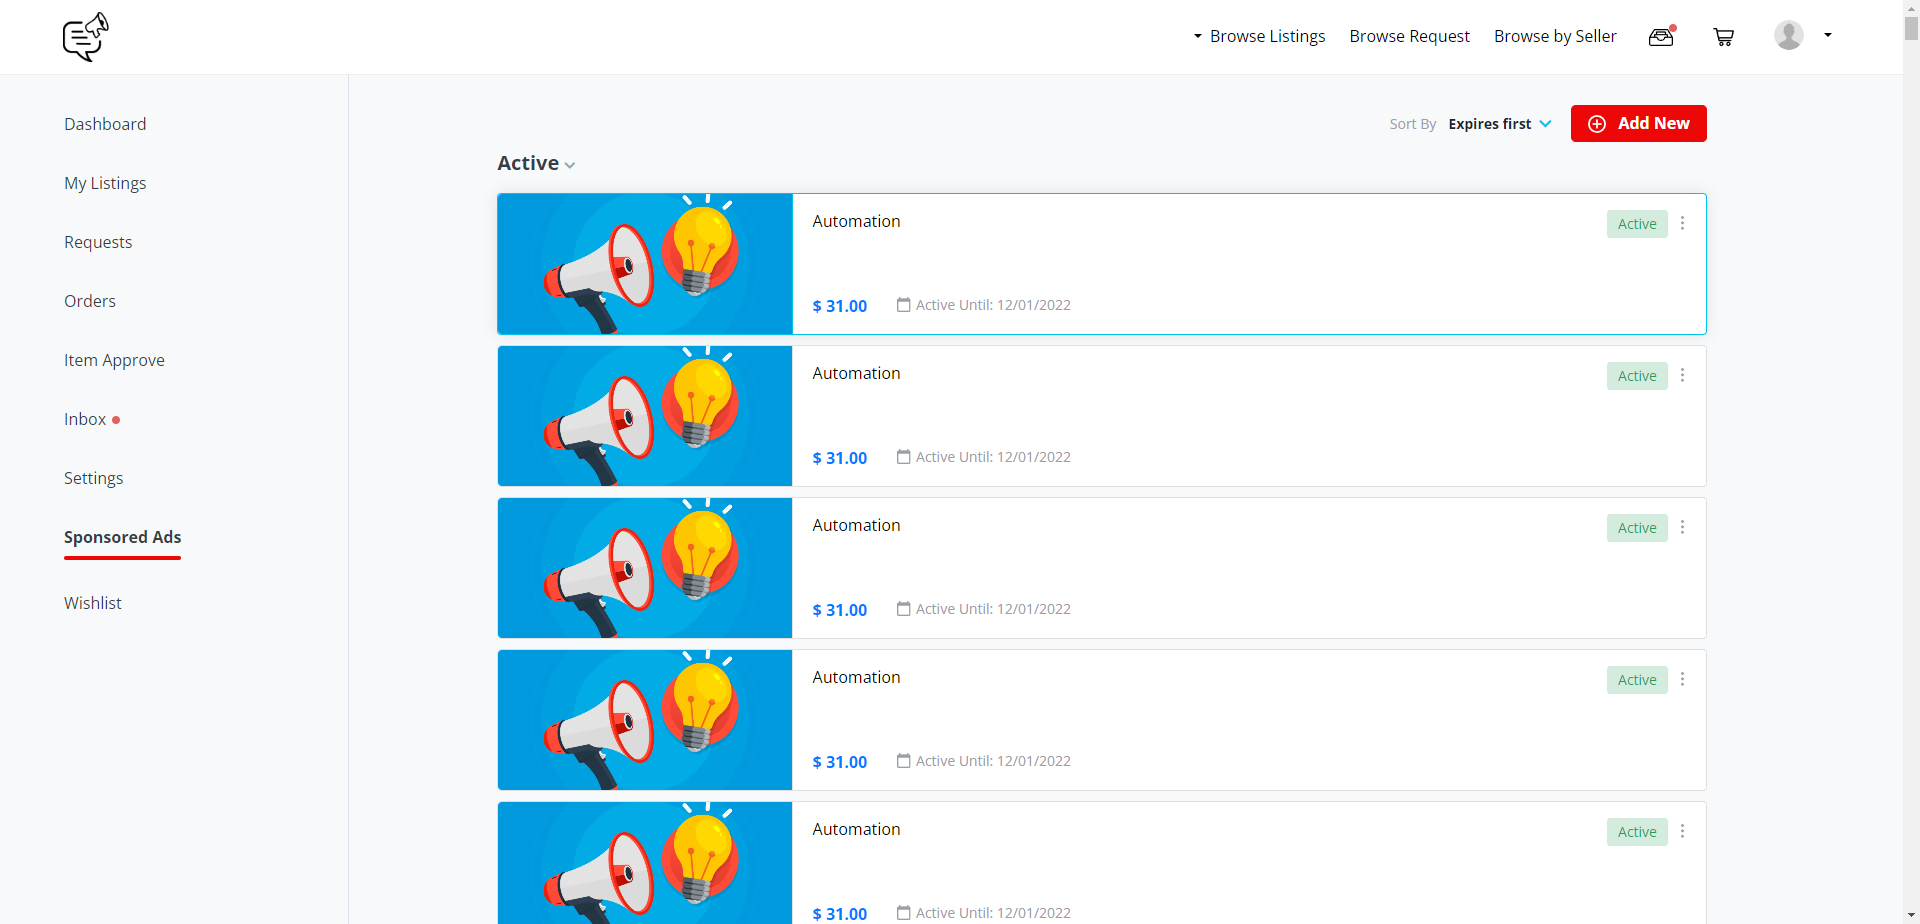 Browse Listings Browse Request Browse by Seller
Dashboard
My Listings
Requests
Orders
Item Approve
Inbox
Settings
Sponsored Ads
Wishlist
Sort By Expires first Add New
Active
Automation Active
$ 31.00 Active Until: 12/01/2022
Automation Active
$ 31.00 Active Until: 12/01/2022
Automation Active
$ 31.00 Active Until: 12/01/2022
Automation Active
$ 31.00 Active Until: 12/01/2022
Automation Active
$ 31.00 Active Until: 12/01/2022